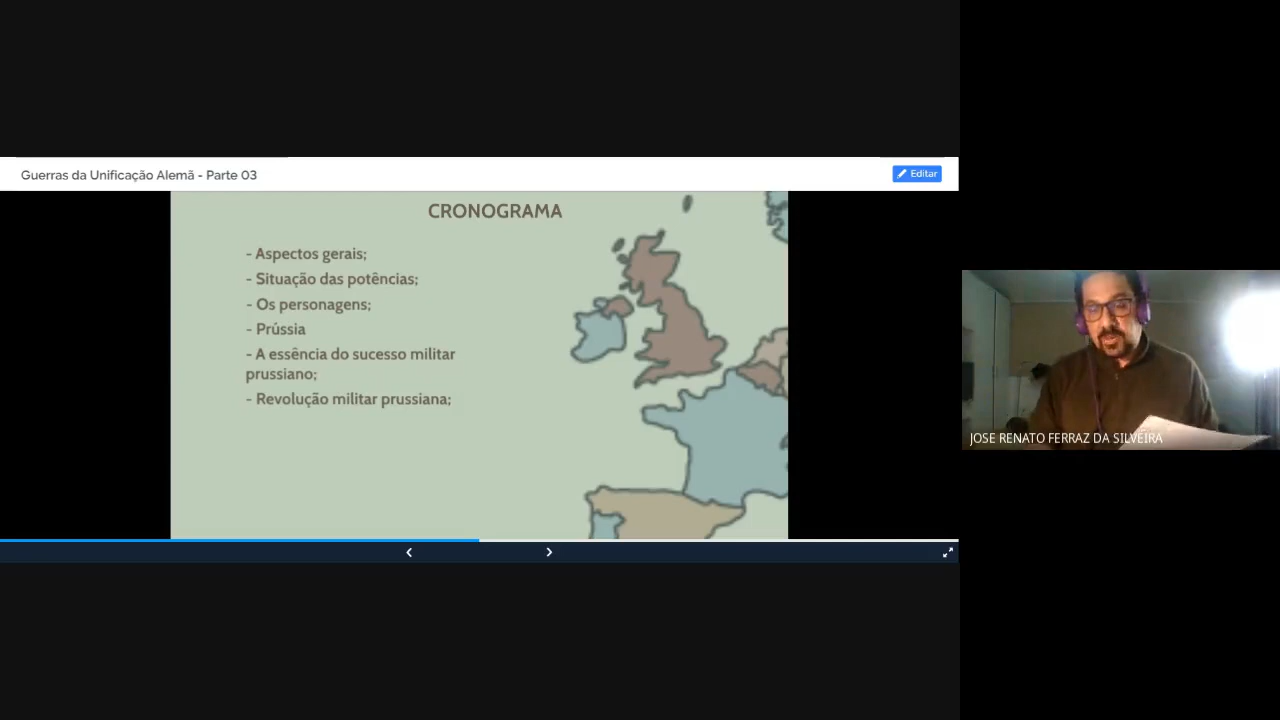 Guerras da Unificação Alemã - Parte 03
Editar
CRONOGRAMA
- Aspectos gerais;
- Situação das potências;
- Os personagens;
- Prússia
- A essência do sucesso militar
prussiano;
- Revolução militar prussiana;
JOSE RENATO FERRAZ DA SILVEIRA